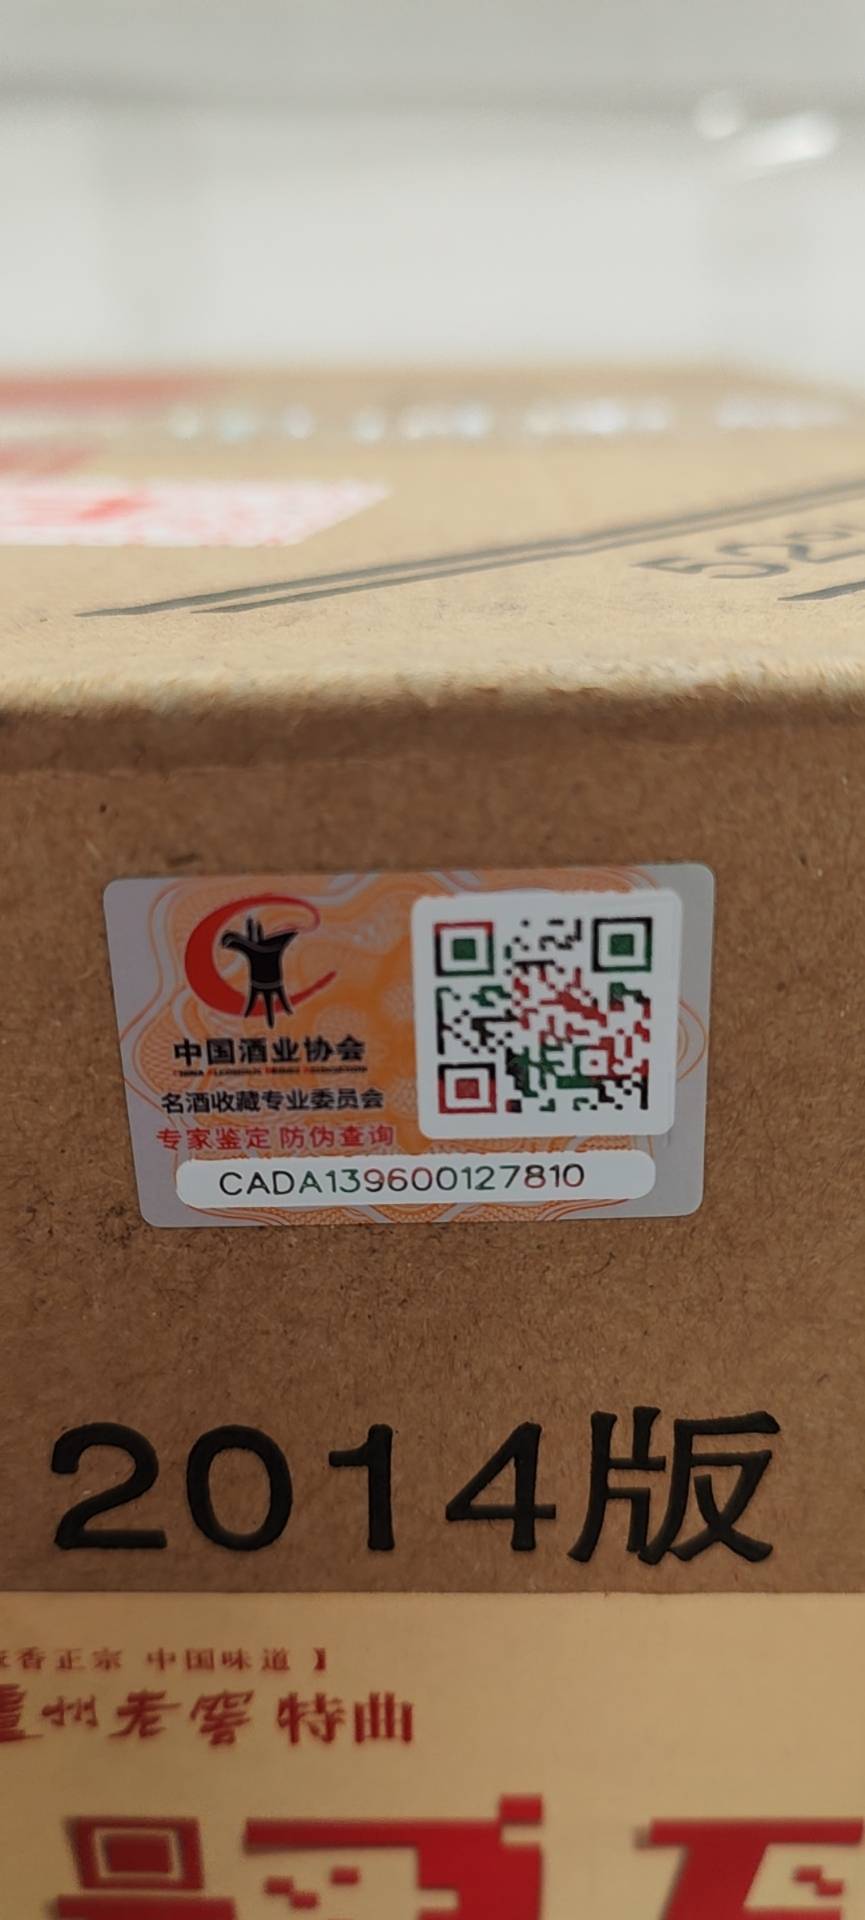 52
中国酒业协会
名酒收藏专业委员会
专家鉴定 防伪查询
CADA139600127810
2014版
香正宗 中国味道】
泸州老窖 特曲